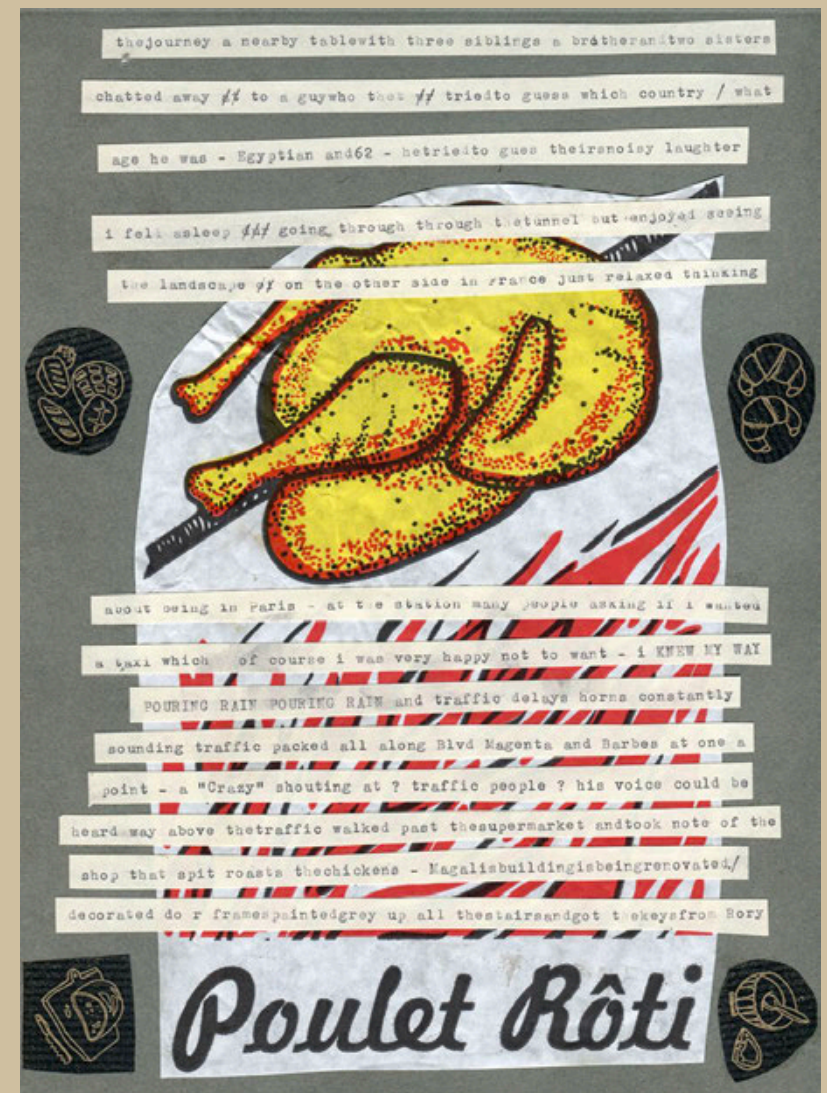 thejourney a nearby tablewith three siblings a brotheranitwo sisters
chatted away to a guywho that triedto guess which country / what
age he was - Egyptian and62 - hetriedto gues theirsnoisy laughter
i fell asleep going through through thetunnel but enjoyed seeing
the landscape on the other side in France just relaxed thinking
about being in Paris - at the station many people asking if i wanted
a taxi which of course i was very happy not to want - i KNEW MY WAY
POURING RAIN POURING RAIN and traffic delays horns constantly
sounding traffic packed all along Blvd Magenta and Barbes at one a
point - a "Crazy" shouting at ? traffic people ? his voice could be
heard way above thetraffic walked past thesupermarket andtook note of the
shop that spit roasts thechickens - Magalisbuildingisbeingrenovated/
decorated do r framespaintedgrey up all thestairsandgot thekeysfrom Rory
Poulet Rôti